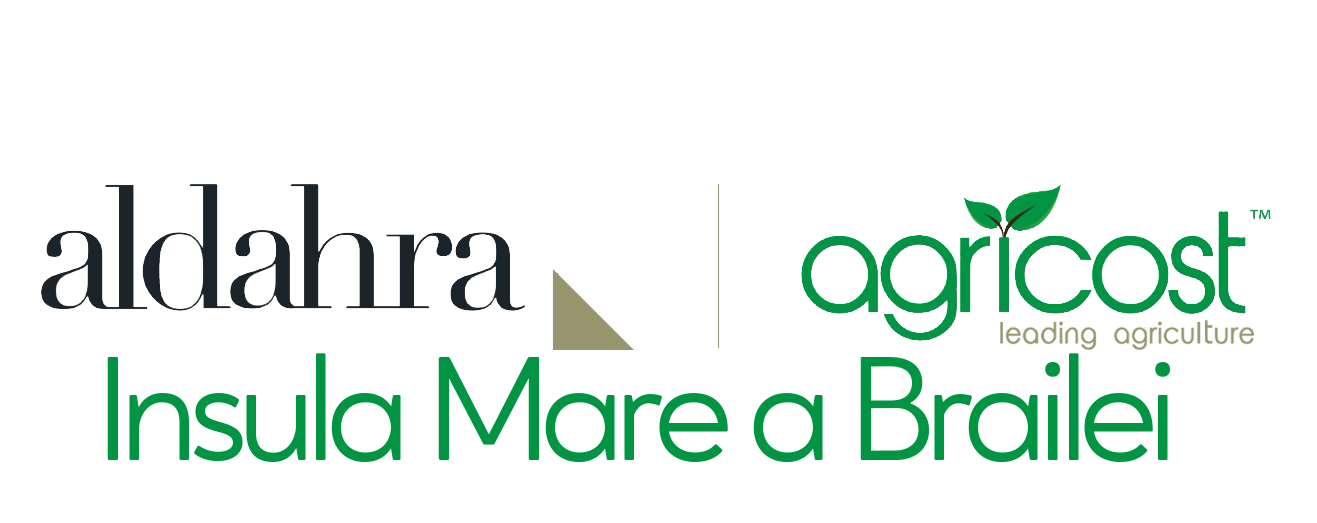 aldahra
agricost™
leading agriculture
Insula Mare a Brailei